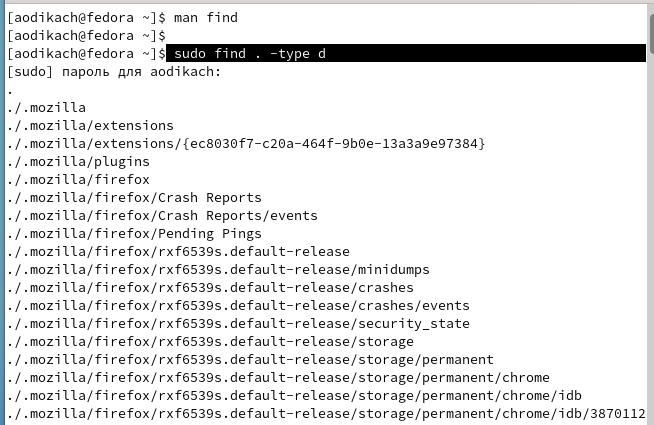 [aodikach@fedora ~]$ man find
[aodikach@fedora ~]$
[aodikach@fedora ~]$ sudo find . -type d
[sudo] пароль для aodikach:
.
./.mozilla
./.mozilla/extensions
./.mozilla/extensions/{ec8030f7-c20a-464f-9b0e-13a3a9e97384}
./.mozilla/plugins
./.mozilla/firefox
./.mozilla/firefox/Crash Reports
./.mozilla/firefox/Crash Reports/events
./.mozilla/firefox/Pending Pings
./.mozilla/firefox/rxf6539s.default-release
./.mozilla/firefox/rxf6539s.default-release/minidumps
./.mozilla/firefox/rxf6539s.default-release/crashes
./.mozilla/firefox/rxf6539s.default-release/crashes/events
./.mozilla/firefox/rxf6539s.default-release/security_state
./.mozilla/firefox/rxf6539s.default-release/storage
./.mozilla/firefox/rxf6539s.default-release/storage/permanent
./.mozilla/firefox/rxf6539s.default-release/storage/permanent/chrome
./.mozilla/firefox/rxf6539s.default-release/storage/permanent/chrome/idb
./.mozilla/firefox/rxf6539s.default-release/storage/permanent/chrome/idb/3870112